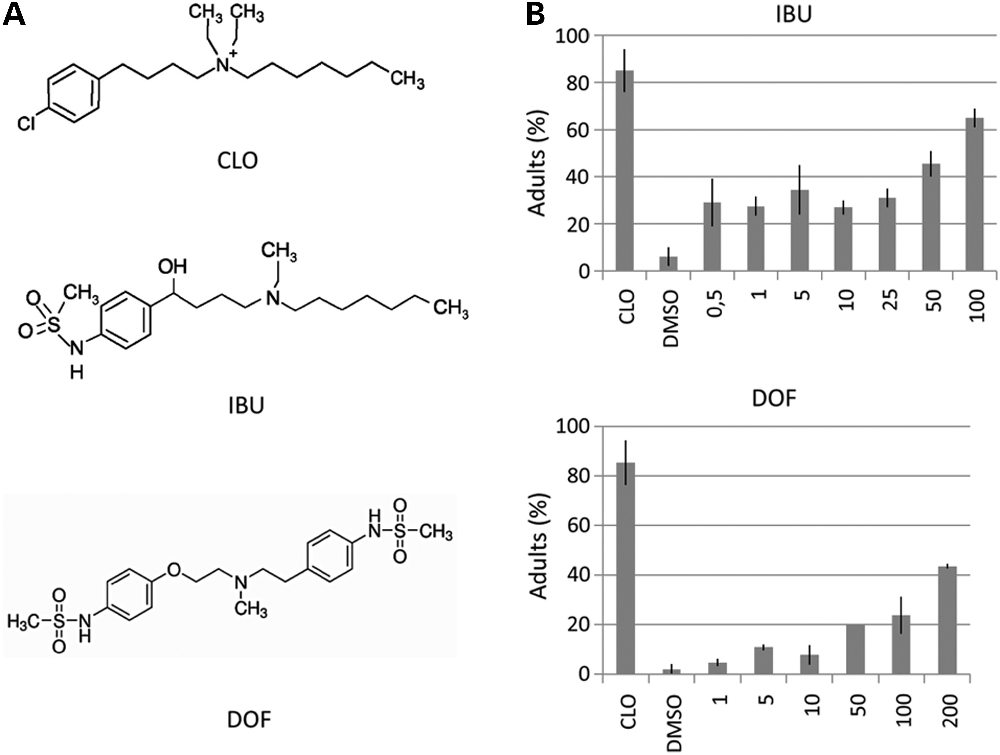 A
CH3 CH3
N+
CH3
Cl
CLO
CH3
OH
O CH3
N
CH3
O S
N
H
IBU
O
H
N S CH3
O
O
N
CH3
O
H3C S N
H
O
DOF
B
IBU
Adults (%)
100
80
60
40
20
0
CLO DMSO 0,5 1 5 10 25 50 100
DOF
Adults (%)
100
80
60
40
20
0
CLO DMSO 1 5 10 50 100 200